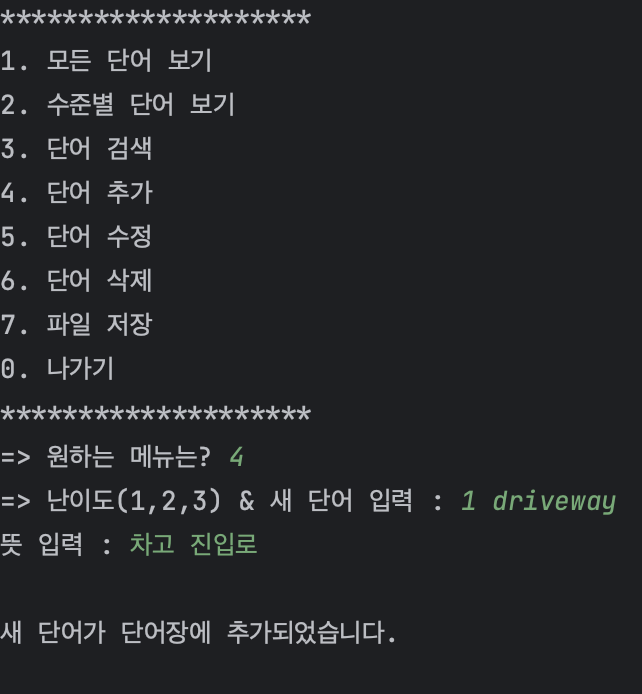 ********************
1. 모든 단어 보기
2. 수준별 단어 보기
3. 단어 검색
4. 단어 추가
5. 단어 수정
6. 단어 삭제
7. 파일 저장
0. 나가기
********************
=> 원하는 메뉴는? 4
=> 난이도(1,2,3) & 새 단어 입력 : 1 driveway
뜻 입력 : 차고 진입로
새 단어가 단어장에 추가되었습니다.